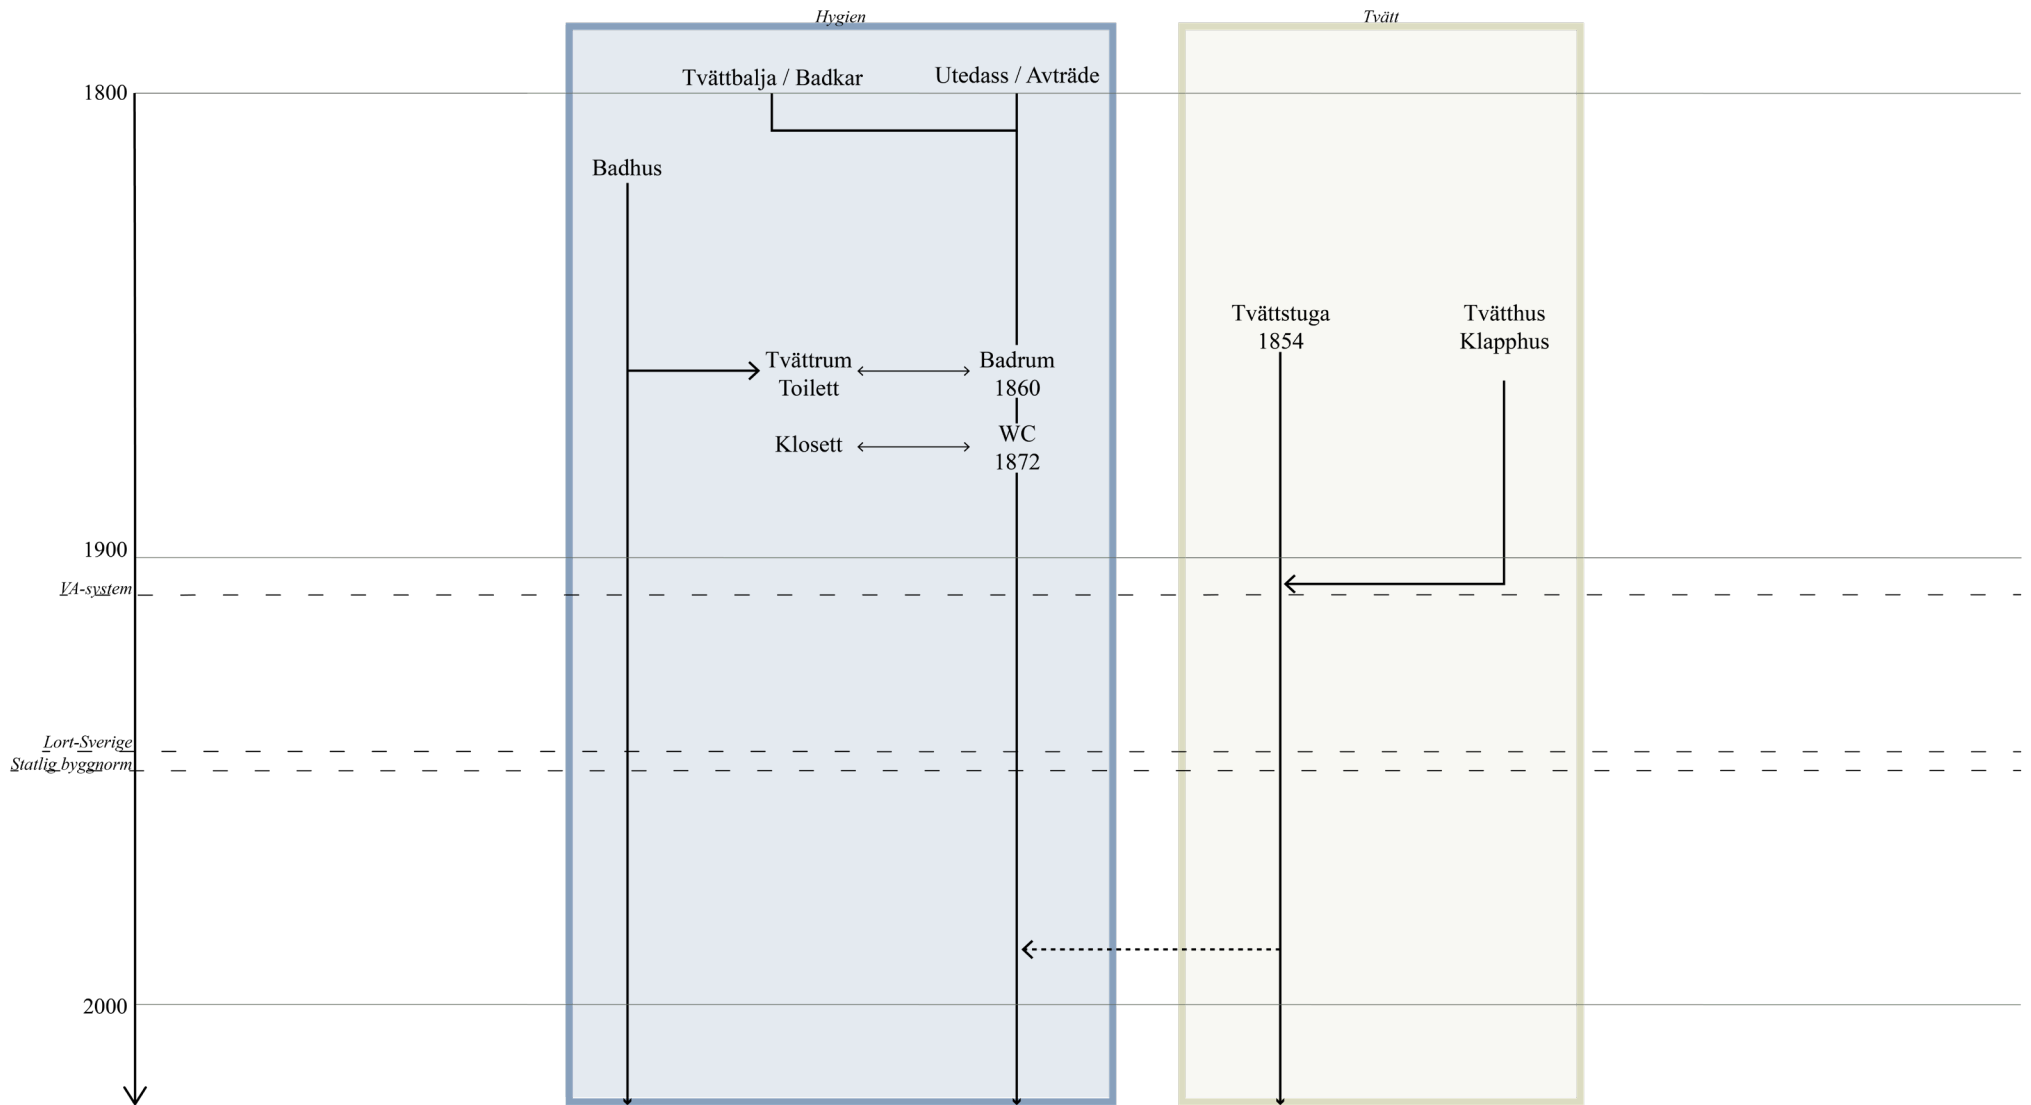 Hygien
Tvätt
1800
Tvättbalja / Badkar
Utedass / Avträde
Badhus
Tvättstuga
1854
Tvätthus
Klapphus
Tvättrum
Toilett
Badrum
1860
Klosett
WC
1872
1900
VA-system
Lort-Sverige
Statlig byggnorm
2000